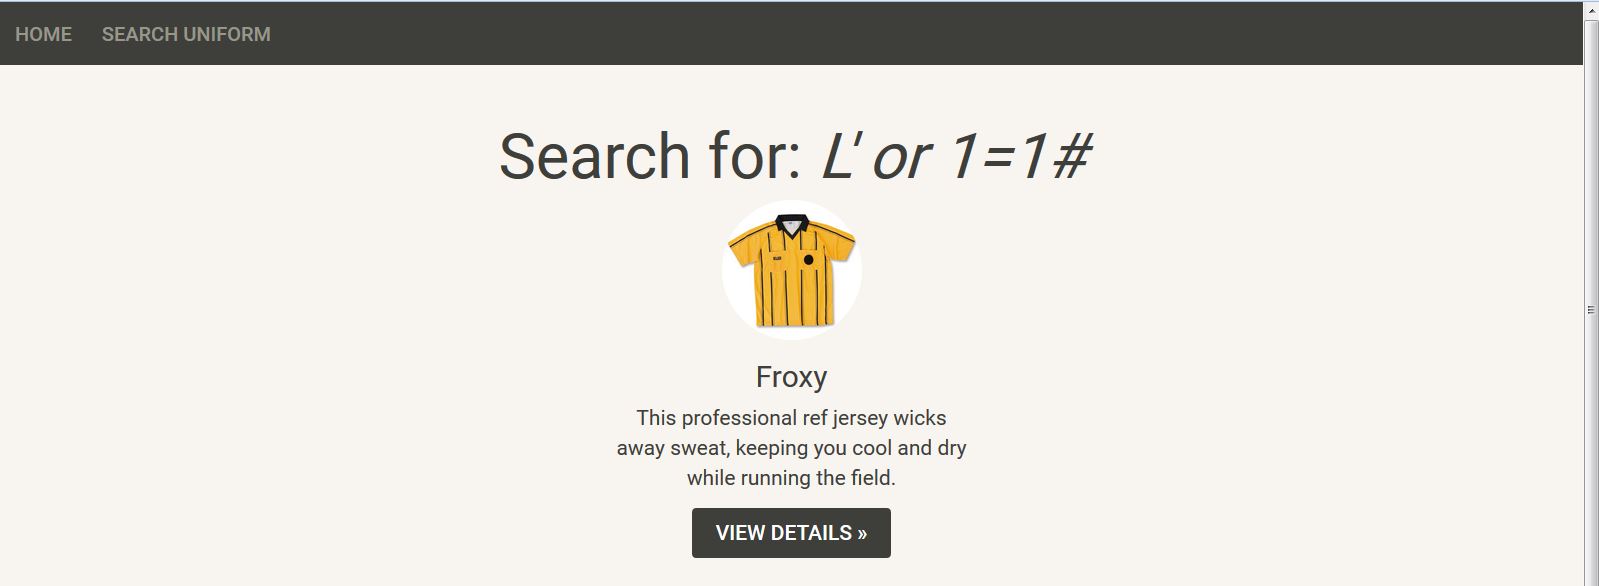 HOME SEARCH UNIFORM
Search for: L' or 1=1#
Froxy
This professional ref jersey wicks
away sweat, keeping you cool and dry
while running the field.
VIEW DETAILS »